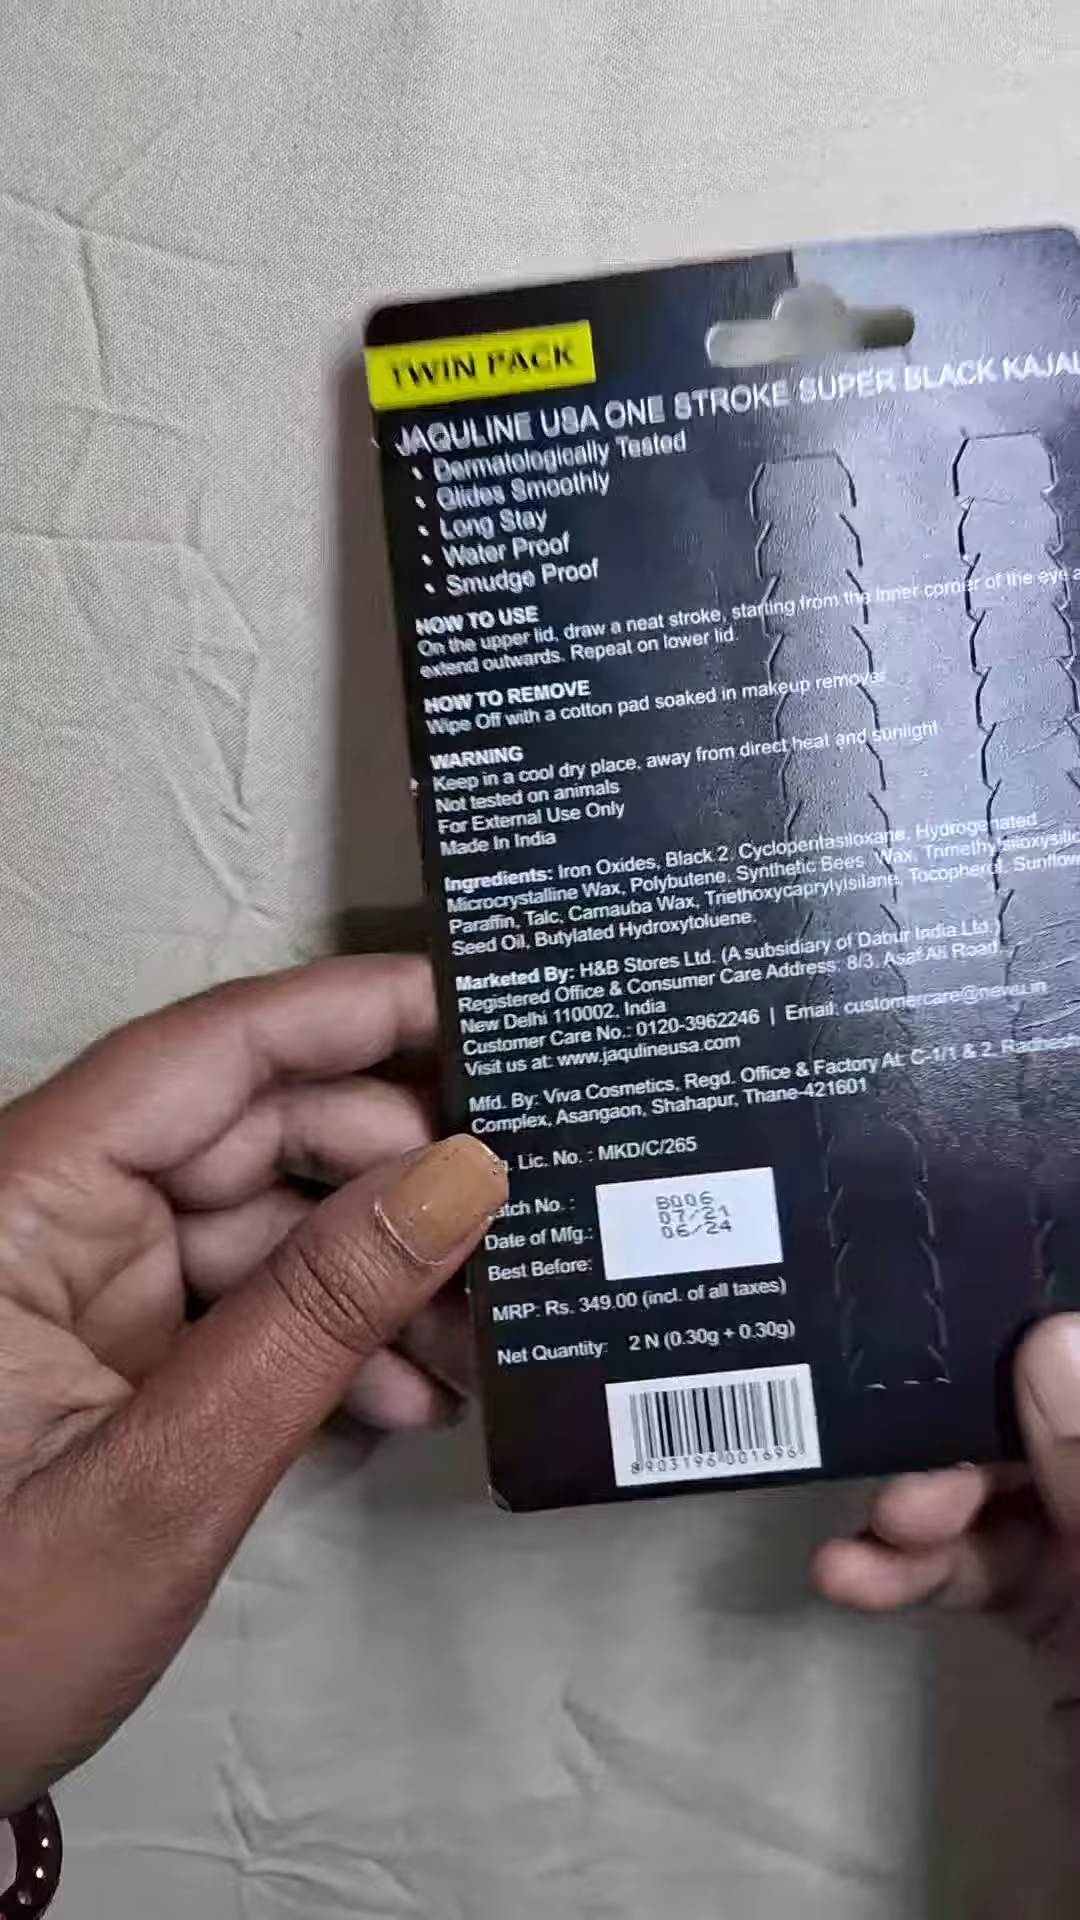 TWIN PACK
JAQULINE USA ONE STROKE SUPER BLACK KAJAL
• Dermatologically Tested
• Glides Smoothly
• Long Stay
• Water Proof
• Smudge Proof
HOW TO USE
On the upper lid, draw a neat stroke, starting from the inner corner of the eye
extend outwards. Repeat on lower lid.
HOW TO REMOVE
Wipe Off with a cotton pad soaked in makeup remover
WARNING
Keep in a cool dry place, away from direct heat and sunlight
Not tested on animals
For External Use Only
Made In India
Ingredients: Iron Oxides, Black 2, Cyclopentasiloxane, Hydrogenated
Microcrystalline Wax, Polybutene, Synthetic Bees Wax,
Paraffin, Talc, Carnauba Wax, Triethoxycaprylylsilane, Tocopherol,
Seed Oil, Butylated Hydroxytoluene.
Marketed By: H&B Stores Ltd. (A subsidiary of Dabur India Ltd.)
Registered Office & Consumer Care Address: 8/3, Asaf Ali Road,
New Delhi 110002, India
Customer Care No.: 0120-3962246 | Email: customercare@newu.in
Visit us at: www.jaqulineusa.com
Mfd. By: Viva Cosmetics, Regd. Office & Factory At: C-1/1 & 2,
Complex, Asangaon, Shahapur, Thane-421601
Lic. No. : MKD/C/265
Batch No. : B006
Date of Mfg.: 07/21
Best Before: 06/24
MRP: Rs. 349.00 (incl. of all taxes)
Net Quantity: 2 N (0.30g + 0.30g)
8903196 001696